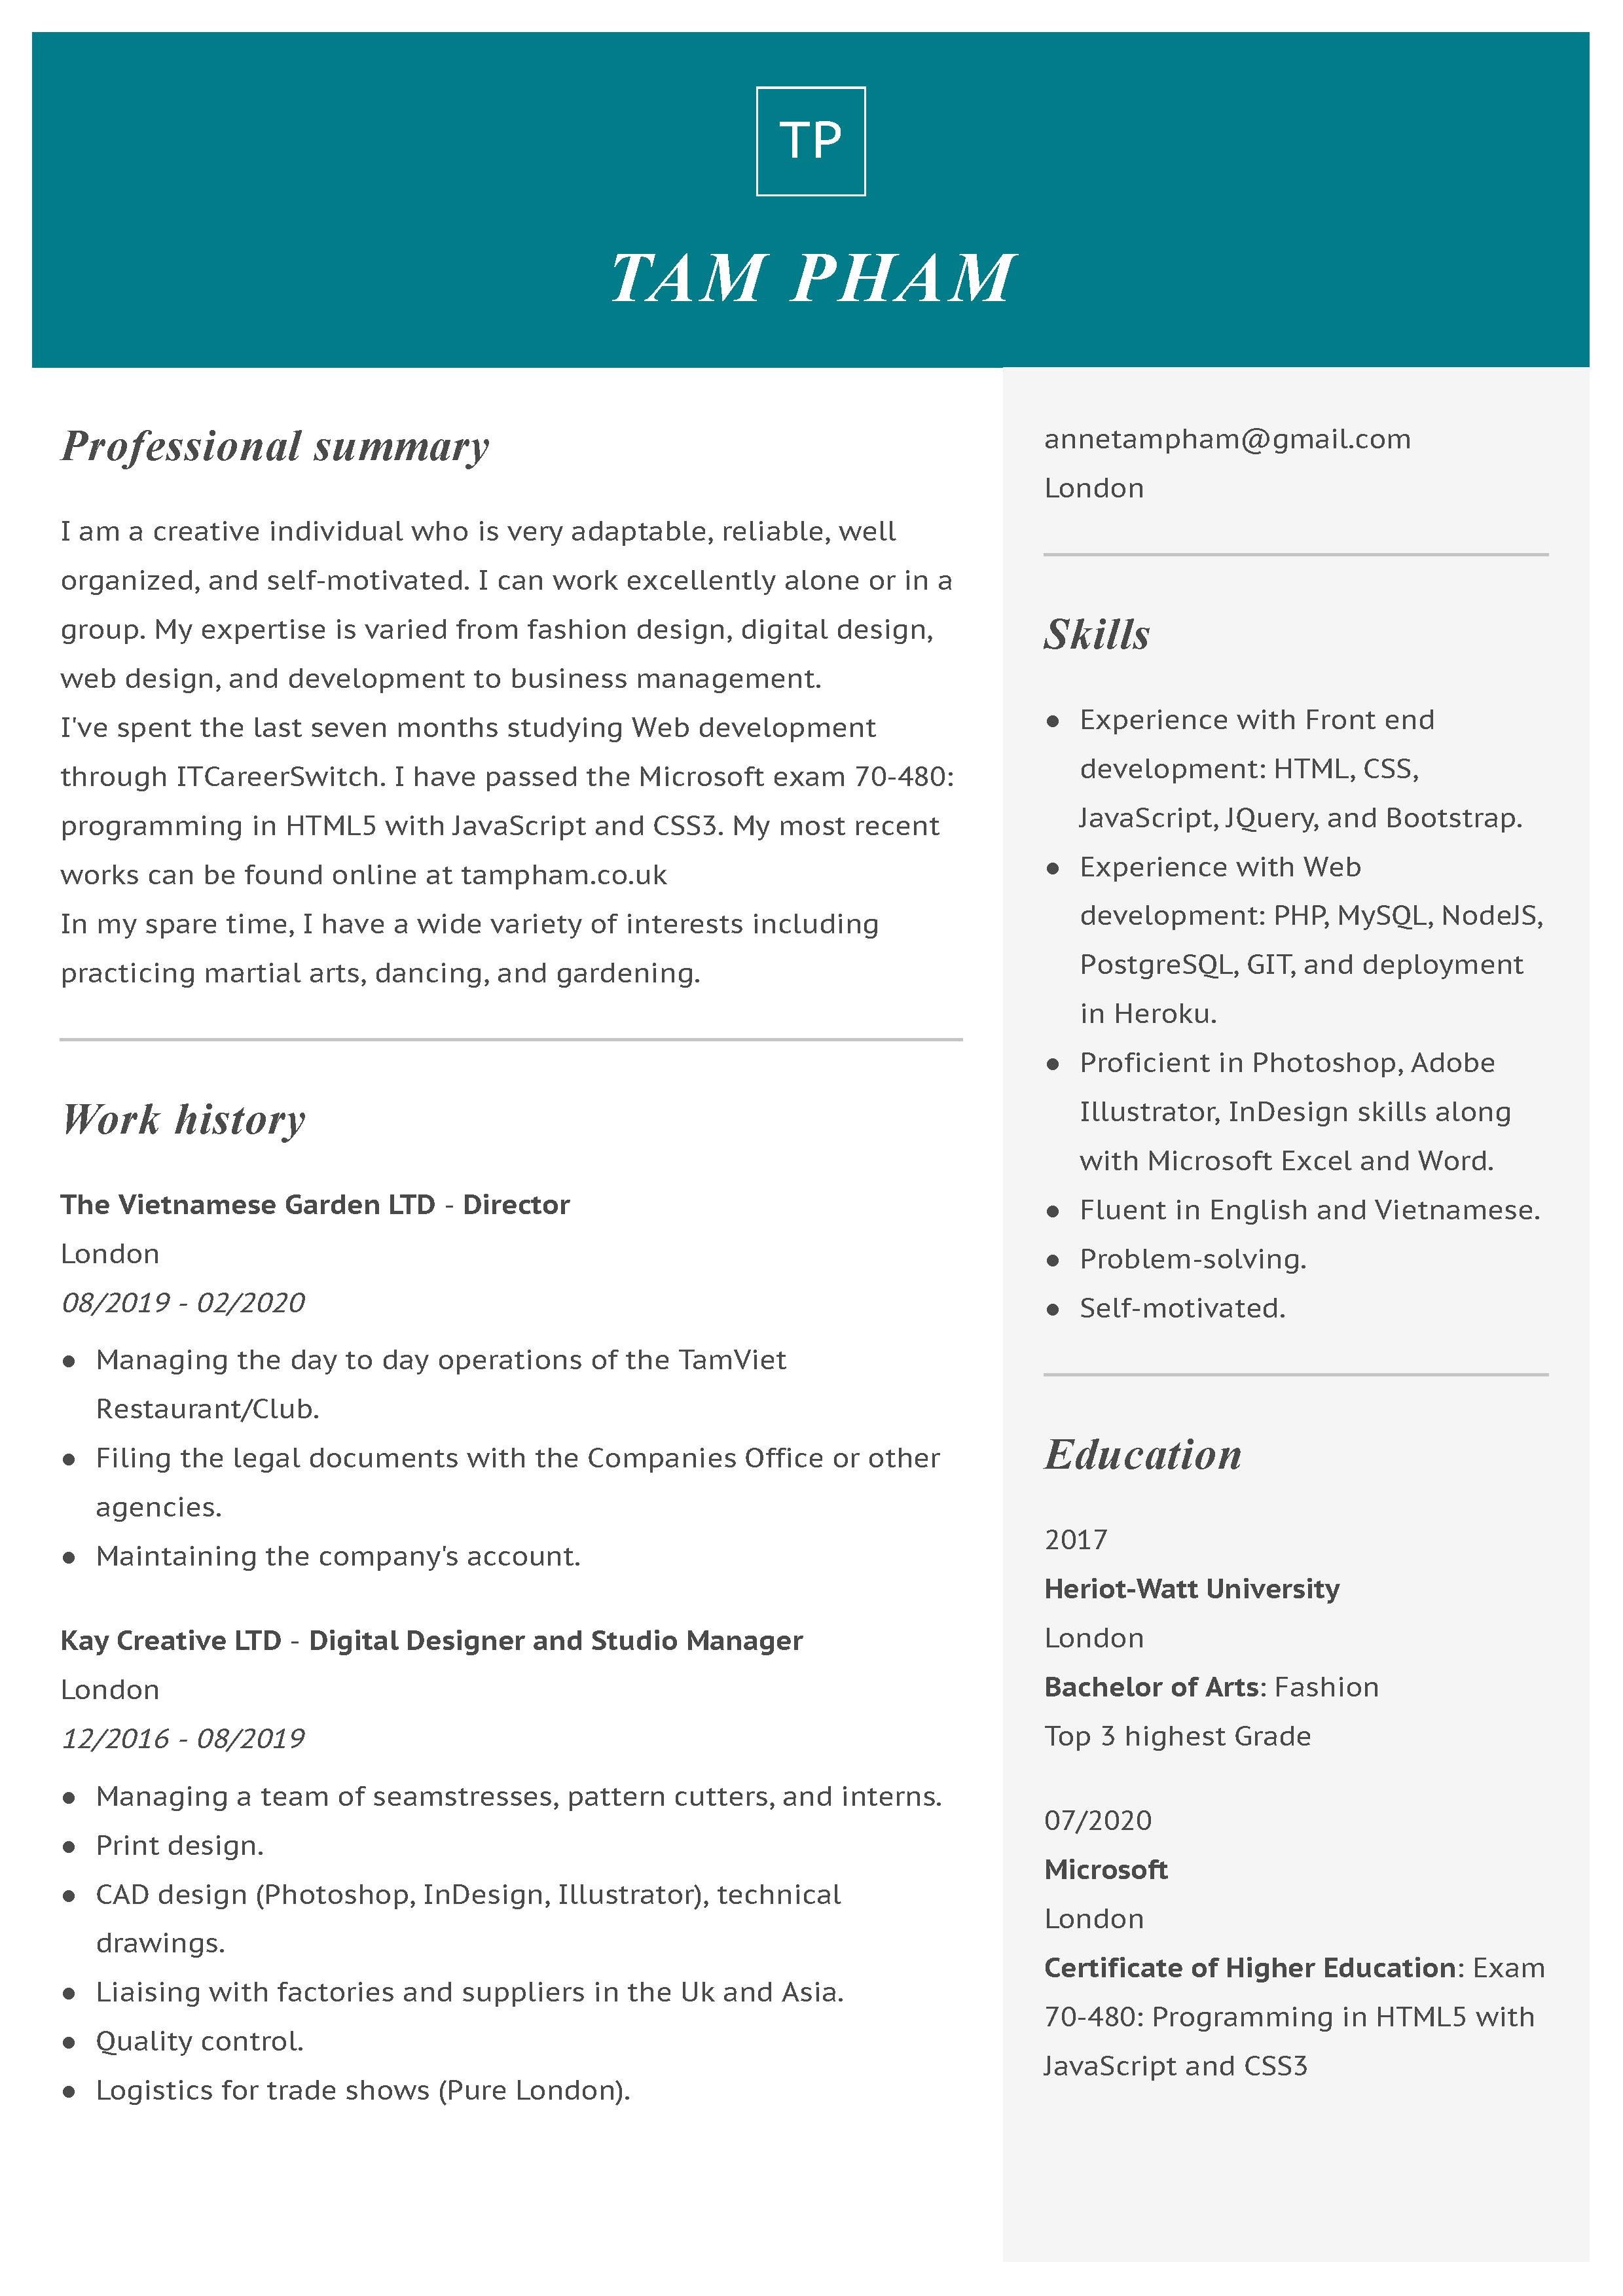 TP
TAM PHAM
Professional summary
I am a creative individual who is very adaptable, reliable, well
organized, and self-motivated. I can work excellently alone or in a
group. My expertise is varied from fashion design, digital design,
web design, and development to business management.
I've spent the last seven months studying Web development
through ITCareerSwitch. I have passed the Microsoft exam 70-480:
programming in HTML5 with JavaScript and CSS3. My most recent
works can be found online at tampham.co.uk
In my spare time, I have a wide variety of interests including
practicing martial arts, dancing, and gardening.
Work history
The Vietnamese Garden LTD - Director
London
08/2019 - 02/2020
● Managing the day to day operations of the TamViet
Restaurant/Club.
● Filing the legal documents with the Companies Office or other
agencies.
● Maintaining the company's account.
Kay Creative LTD - Digital Designer and Studio Manager
London
12/2016 - 08/2019
● Managing a team of seamstresses, pattern cutters, and interns.
● Print design.
● CAD design (Photoshop, InDesign, Illustrator), technical
drawings.
● Liaising with factories and suppliers in the Uk and Asia.
● Quality control.
● Logistics for trade shows (Pure London).
annetampham@gmail.com
London
Skills
● Experience with Front end
development: HTML, CSS,
JavaScript, JQuery, and Bootstrap.
● Experience with Web
development: PHP, MySQL, NodeJS,
PostgreSQL, GIT, and deployment
in Heroku.
● Proficient in Photoshop, Adobe
Illustrator, InDesign skills along
with Microsoft Excel and Word.
● Fluent in English and Vietnamese.
● Problem-solving.
● Self-motivated.
Education
2017
Heriot-Watt University
London
Bachelor of Arts: Fashion
Top 3 highest Grade
07/2020
Microsoft
London
Certificate of Higher Education: Exam
70-480: Programming in HTML5 with
JavaScript and CSS3